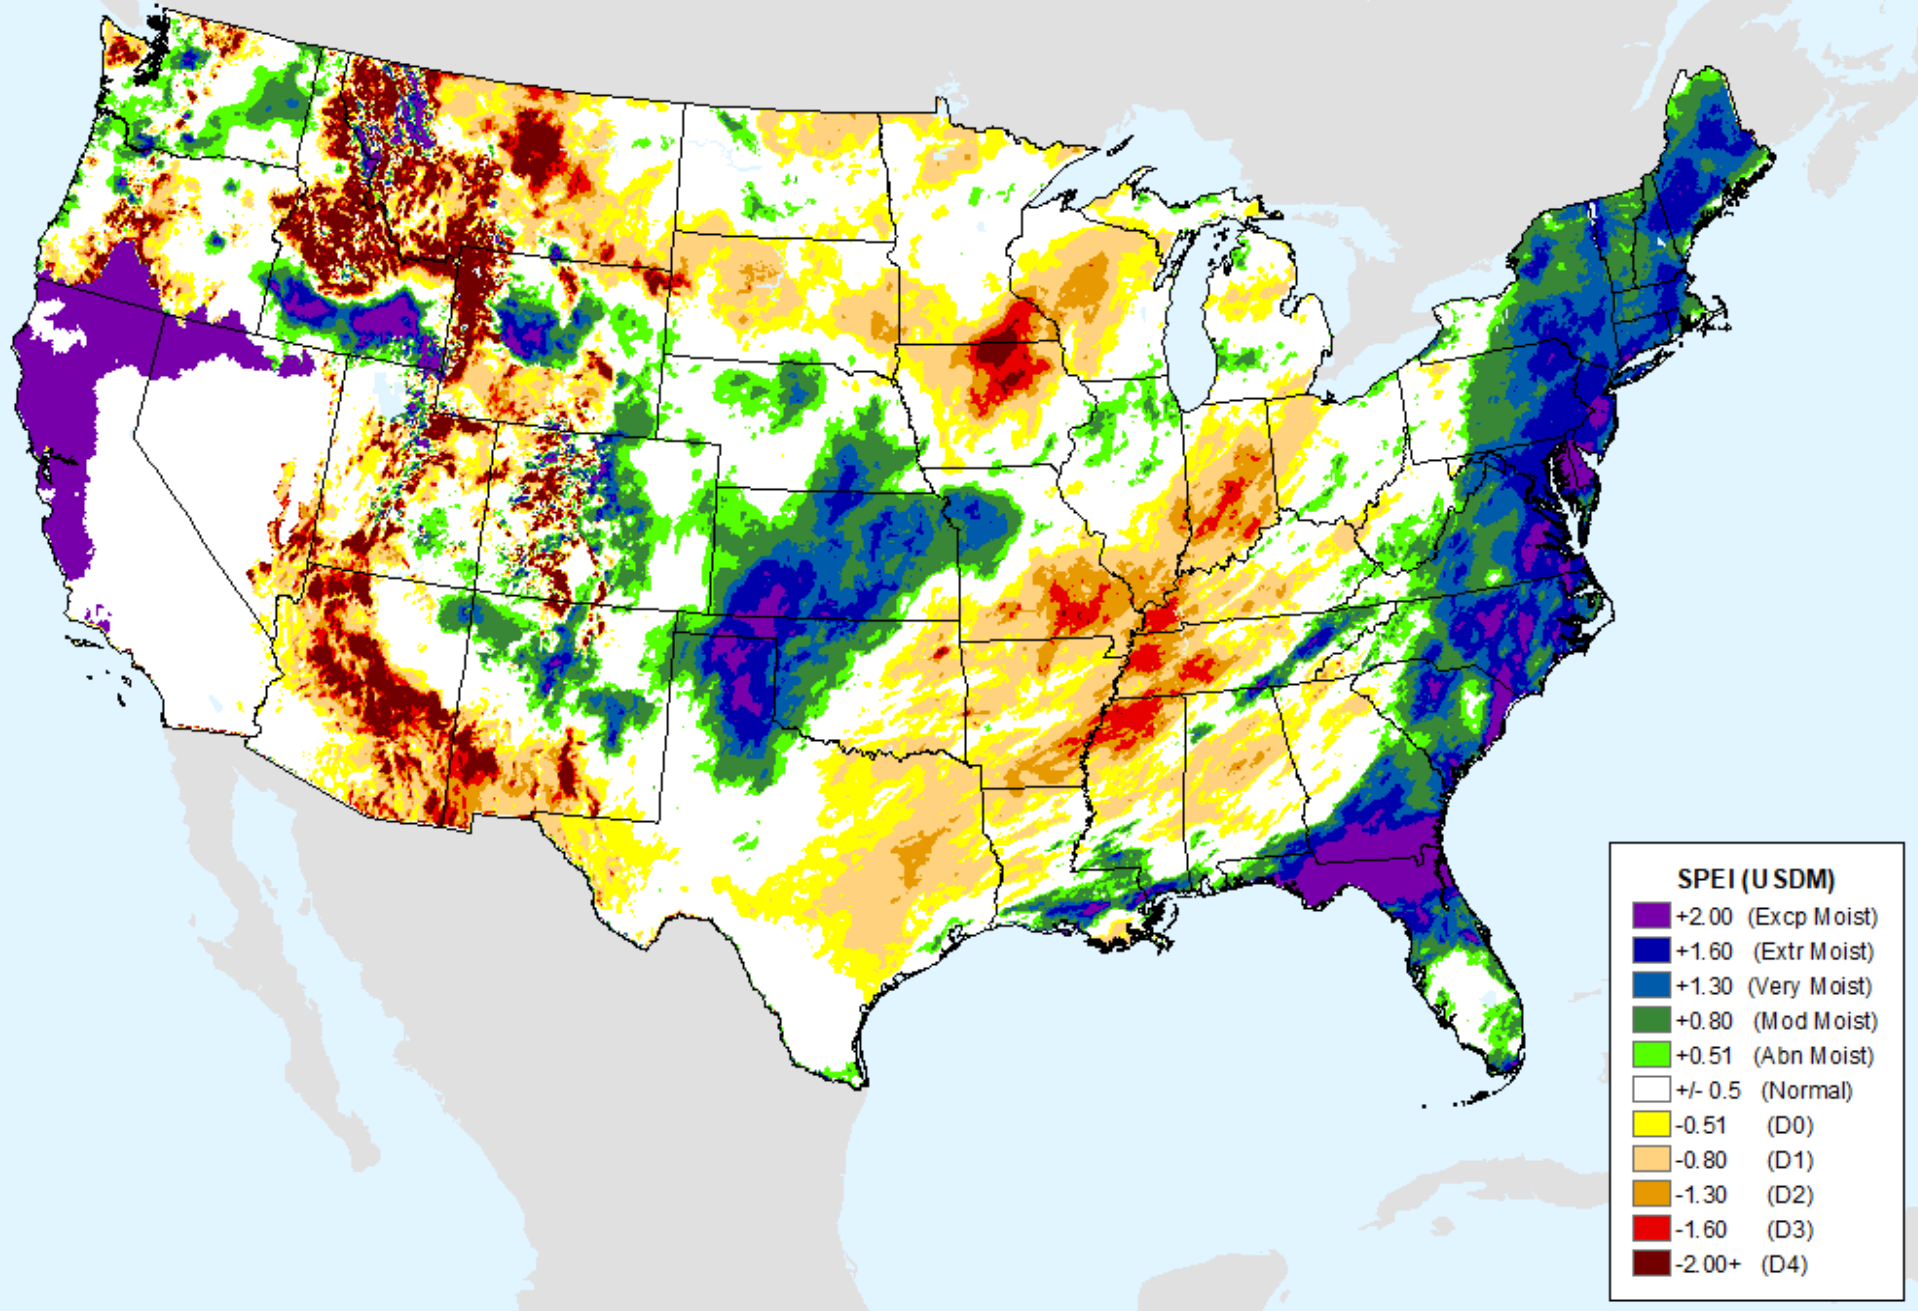 SPEI (USDM)
+2.00 (Excp Moist)
+1.60 (Extr Moist)
+1.30 (Very Moist)
+0.80 (Mod Moist)
+0.51 (Abn Moist)
+/- 0.5 (Normal)
-0.51 (D0)
-0.80 (D1)
-1.30 (D2)
-1.60 (D3)
-2.00+ (D4)